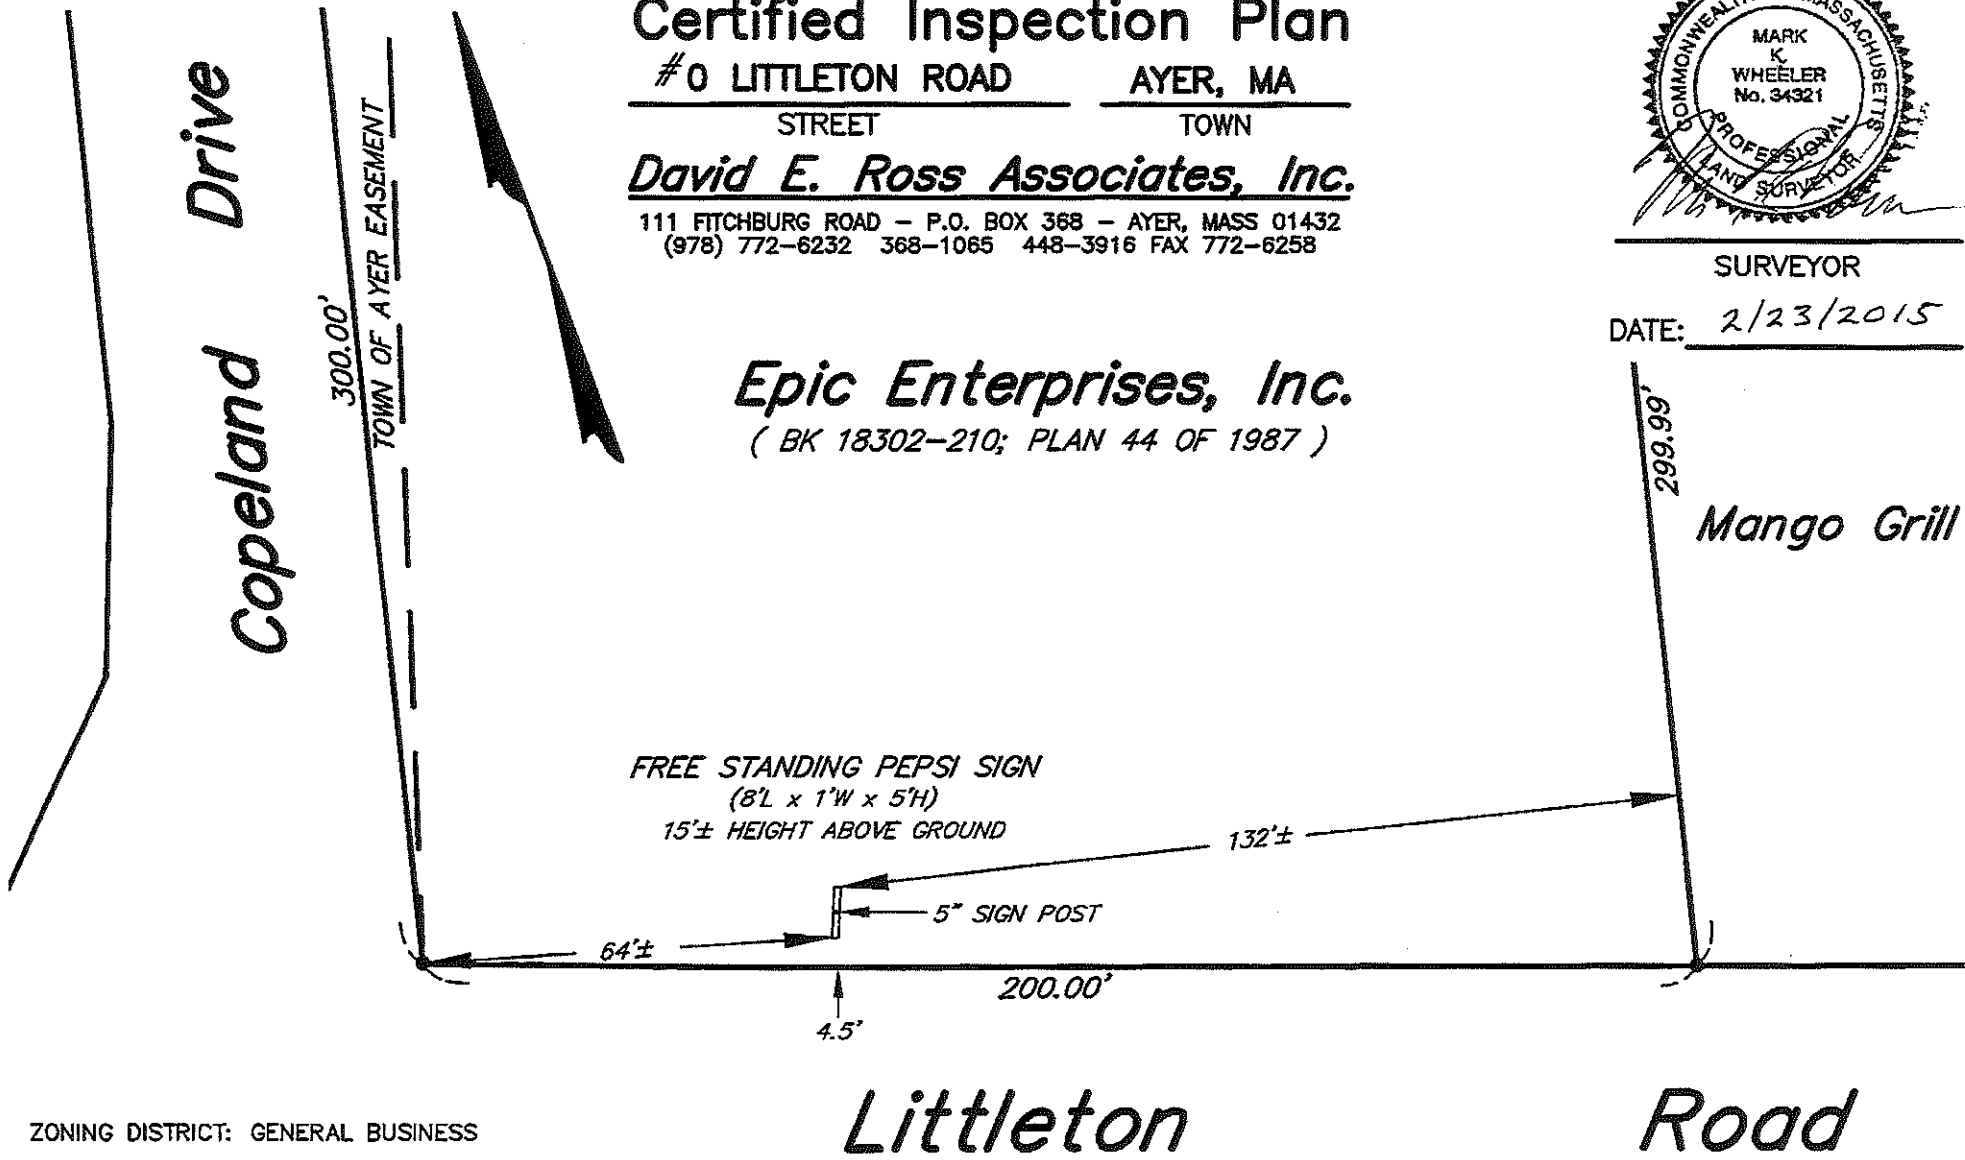 Certified Inspection Plan
#0 LITTLETON ROAD AYER, MA
STREET TOWN
David E. Ross Associates, Inc.
111 FITCHBURG ROAD – P.O. BOX 368 – AYER, MASS 01432
(978) 772–6232 368–1065 448–3916 FAX 772–6258
COMMONWEALTH MASSACHUSETTS
MARK
K.
WHEELER
No. 34321
PROFESSIONAL
LAND SURVEYOR
SURVEYOR
DATE: 2/23/2015
Copeland Drive
300.00'
TOWN OF AYER EASEMENT
Epic Enterprises, Inc.
( BK 18302–210; PLAN 44 OF 1987 )
299.99'
Mango Grill
FREE STANDING PEPSI SIGN
(8'L x 1'W x 5'H)
15'± HEIGHT ABOVE GROUND
132'±
5" SIGN POST
64'±
200.00'
4.5'
Littleton Road
ZONING DISTRICT: GENERAL BUSINESS